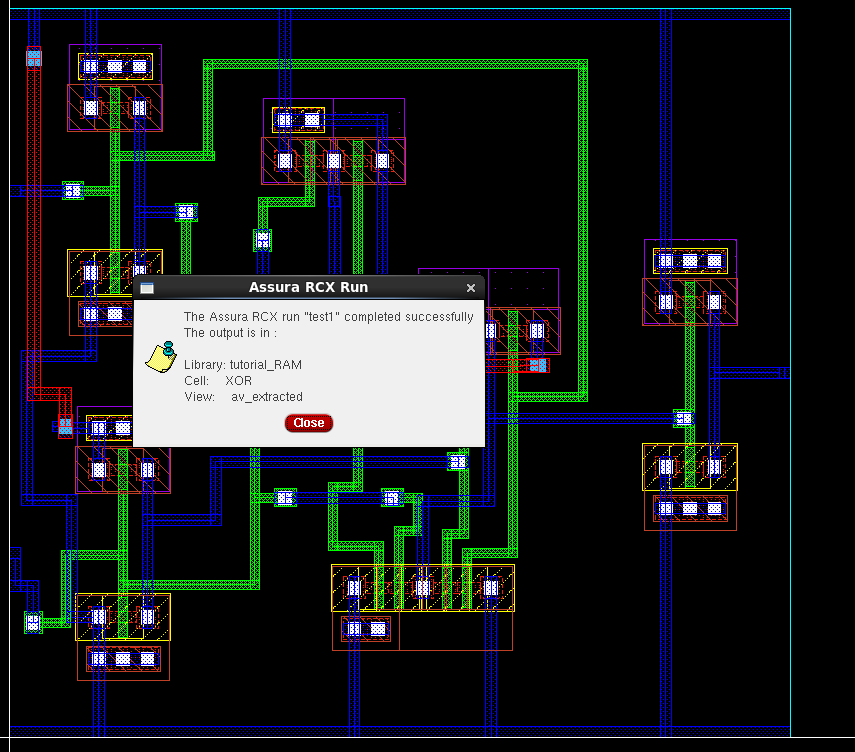 Assura RCX Run
The Assura RCX run "test1" completed successfully
The output is in :
Library: tutorial_RAM
Cell: XOR
View: av_extracted
Close